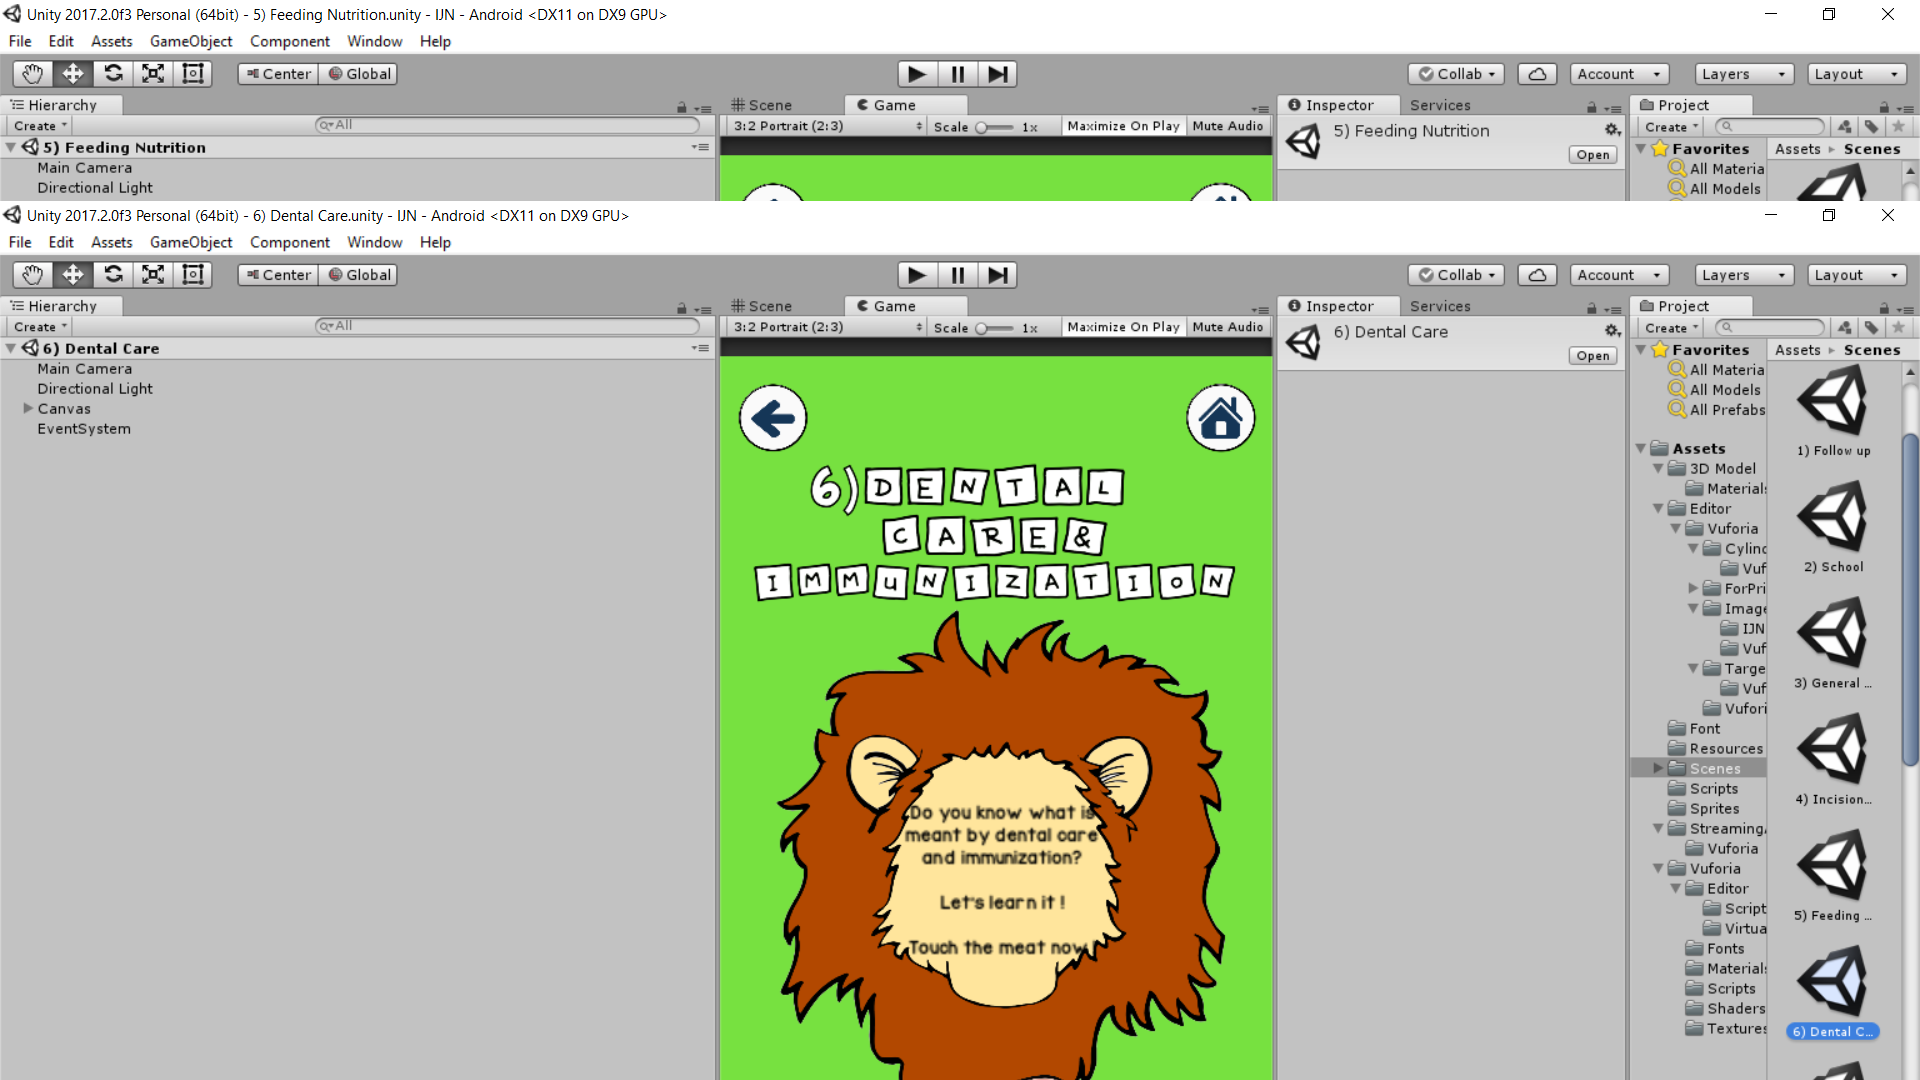 Unity 2017.2.0f3 Personal (64bit) - 5) Feeding Nutrition.unity - IJN - Android <DX11 on DX9 GPU>
File Edit Assets GameObject Component Window Help
Center Global Collab Account Layers Layout
Hierarchy Scene Game Inspector Services Project
Create All 3:2 Portrait (2:3) Scale 1x Maximize On Play Mute Audio 5) Feeding Nutrition Create
5) Feeding Nutrition Open Favorites Assets Scenes
Main Camera All Materia
Directional Light All Models
Unity 2017.2.0f3 Personal (64bit) - 6) Dental Care.unity - IJN - Android <DX11 on DX9 GPU>
File Edit Assets GameObject Component Window Help
Center Global Collab Account Layers Layout
Hierarchy Scene Game Inspector Services Project
Create All 3:2 Portrait (2:3) Scale 1x Maximize On Play Mute Audio 6) Dental Care Create
6) Dental Care Open Favorites Assets Scenes
Main Camera
Directional Light
Canvas
EventSystem
6) DENTAL
CARE &
IMMUNIZATION
Do you know what is
meant by dental care
and immunization?
Let's learn it !
Touch the meat now
All Materia
All Models
All Prefabs
Assets
3D Model
Material
Editor
Vuforia
Cylind
Vuf
ForPri
Image
IJN
Vuf
Targe
Vuf
Vufori
Font
Resources
Scenes
Scripts
Sprites
Streaming
Vuforia
Vuforia
Editor
Script
Virtua
Fonts
Material
Scripts
Shaders
Textures
1) Follow up
2) School
3) General ...
4) Incision...
5) Feeding ...
6) Dental C...